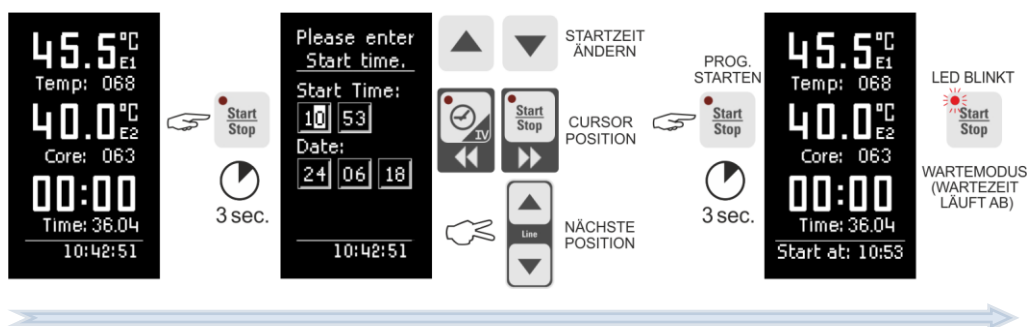 45.5°C
E1
Temp: 068
40.0°C
E2
Core: 063
00:00
Time: 36.04
10:42:51
Start
Stop
3 sec.
Please enter
Start time.
Start Time:
10 53
Date:
24 06 18
10:42:51
STARTZEIT
ÄNDERN
IV
Start
Stop
CURSOR
POSITION
Line
NÄCHSTE
POSITION
PROG.
STARTEN
Start
Stop
3 sec.
45.5°C
E1
Temp: 068
40.0°C
E2
Core: 063
00:00
Time: 36.04
Start at: 10:53
LED BLINKT
Start
Stop
WARTEMODUS
(WARTEZEIT
LÄUFT AB)